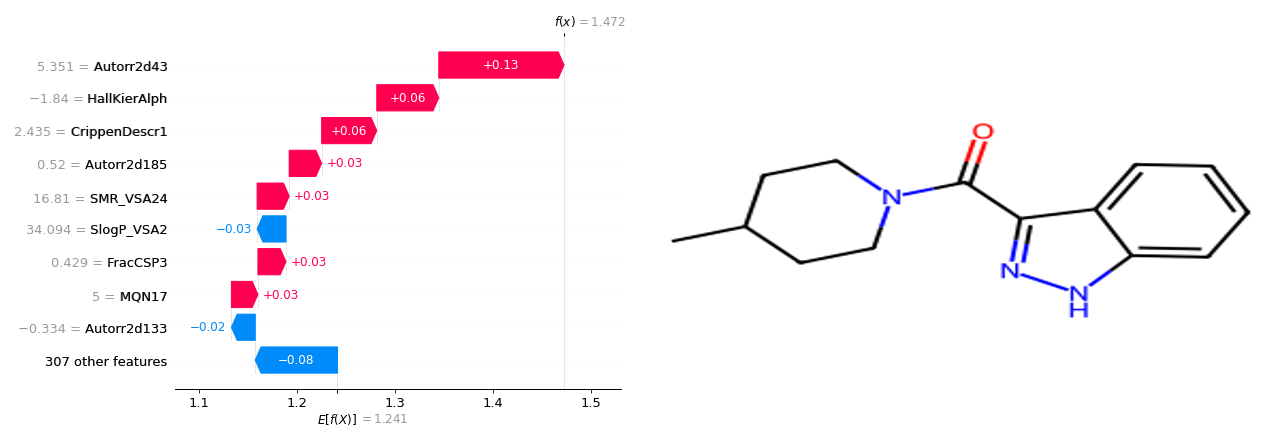 f(x) = 1.472
5.351 = Autorr2d43
+0.13
−1.84 = HallKierAlph
+0.06
2.435 = CrippenDescr1
+0.06
0.52 = Autorr2d185
+0.03
16.81 = SMR_VSA24
+0.03
34.094 = SlogP_VSA2
−0.03
0.429 = FracCSP3
+0.03
5 = MQN17
+0.03
−0.334 = Autorr2d133
−0.02
307 other features
−0.08
1.1 1.2 1.3 1.4 1.5
E[f(X)] = 1.241
O
N
N
N
H